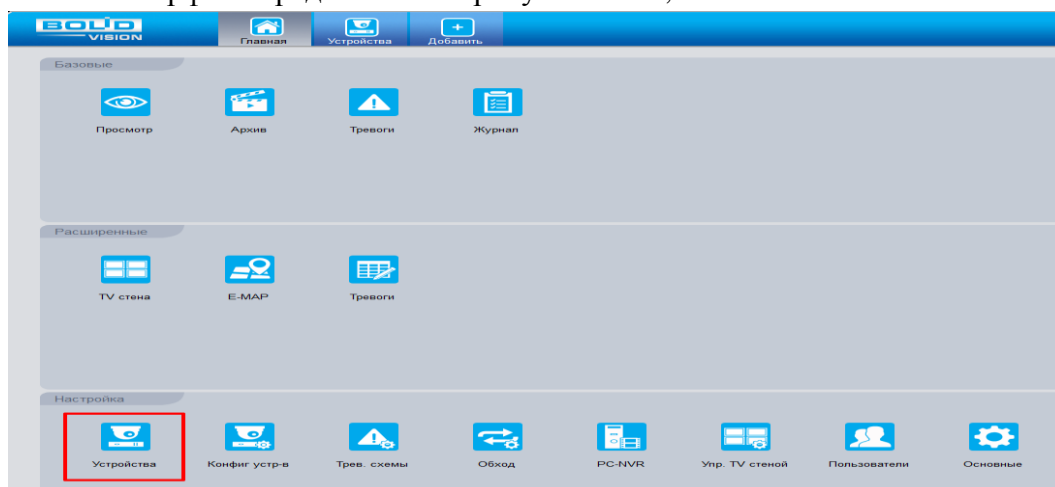 BOLID
VISION
Главная
Устройства
Добавить
Базовые
Просмотр
Архив
Тревоги
Журнал
Расширенные
TV стена
E-MAP
Тревоги
Настройка
Устройства
Конфиг устр-в
Трев. схемы
Обход
PC-NVR
Упр. TV стеной
Пользователи
Основные